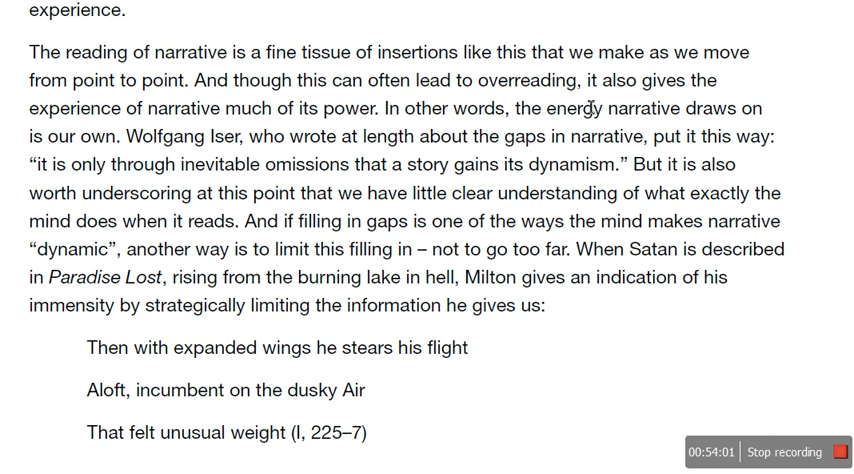 experience.
The reading of narrative is a fine tissue of insertions like this that we make as we move
from point to point. And though this can often lead to overreading, it also gives the
experience of narrative much of its power. In other words, the energy narrative draws on
is our own. Wolfgang Iser, who wrote at length about the gaps in narrative, put it this way:
“it is only through inevitable omissions that a story gains its dynamism.” But it is also
worth underscoring at this point that we have little clear understanding of what exactly the
mind does when it reads. And if filling in gaps is one of the ways the mind makes narrative
“dynamic”, another way is to limit this filling in – not to go too far. When Satan is described
in Paradise Lost, rising from the burning lake in hell, Milton gives an indication of his
immensity by strategically limiting the information he gives us:
Then with expanded wings he stears his flight
Aloft, incumbent on the dusky Air
That felt unusual weight (I, 225–7)
00:54:01 Stop recording